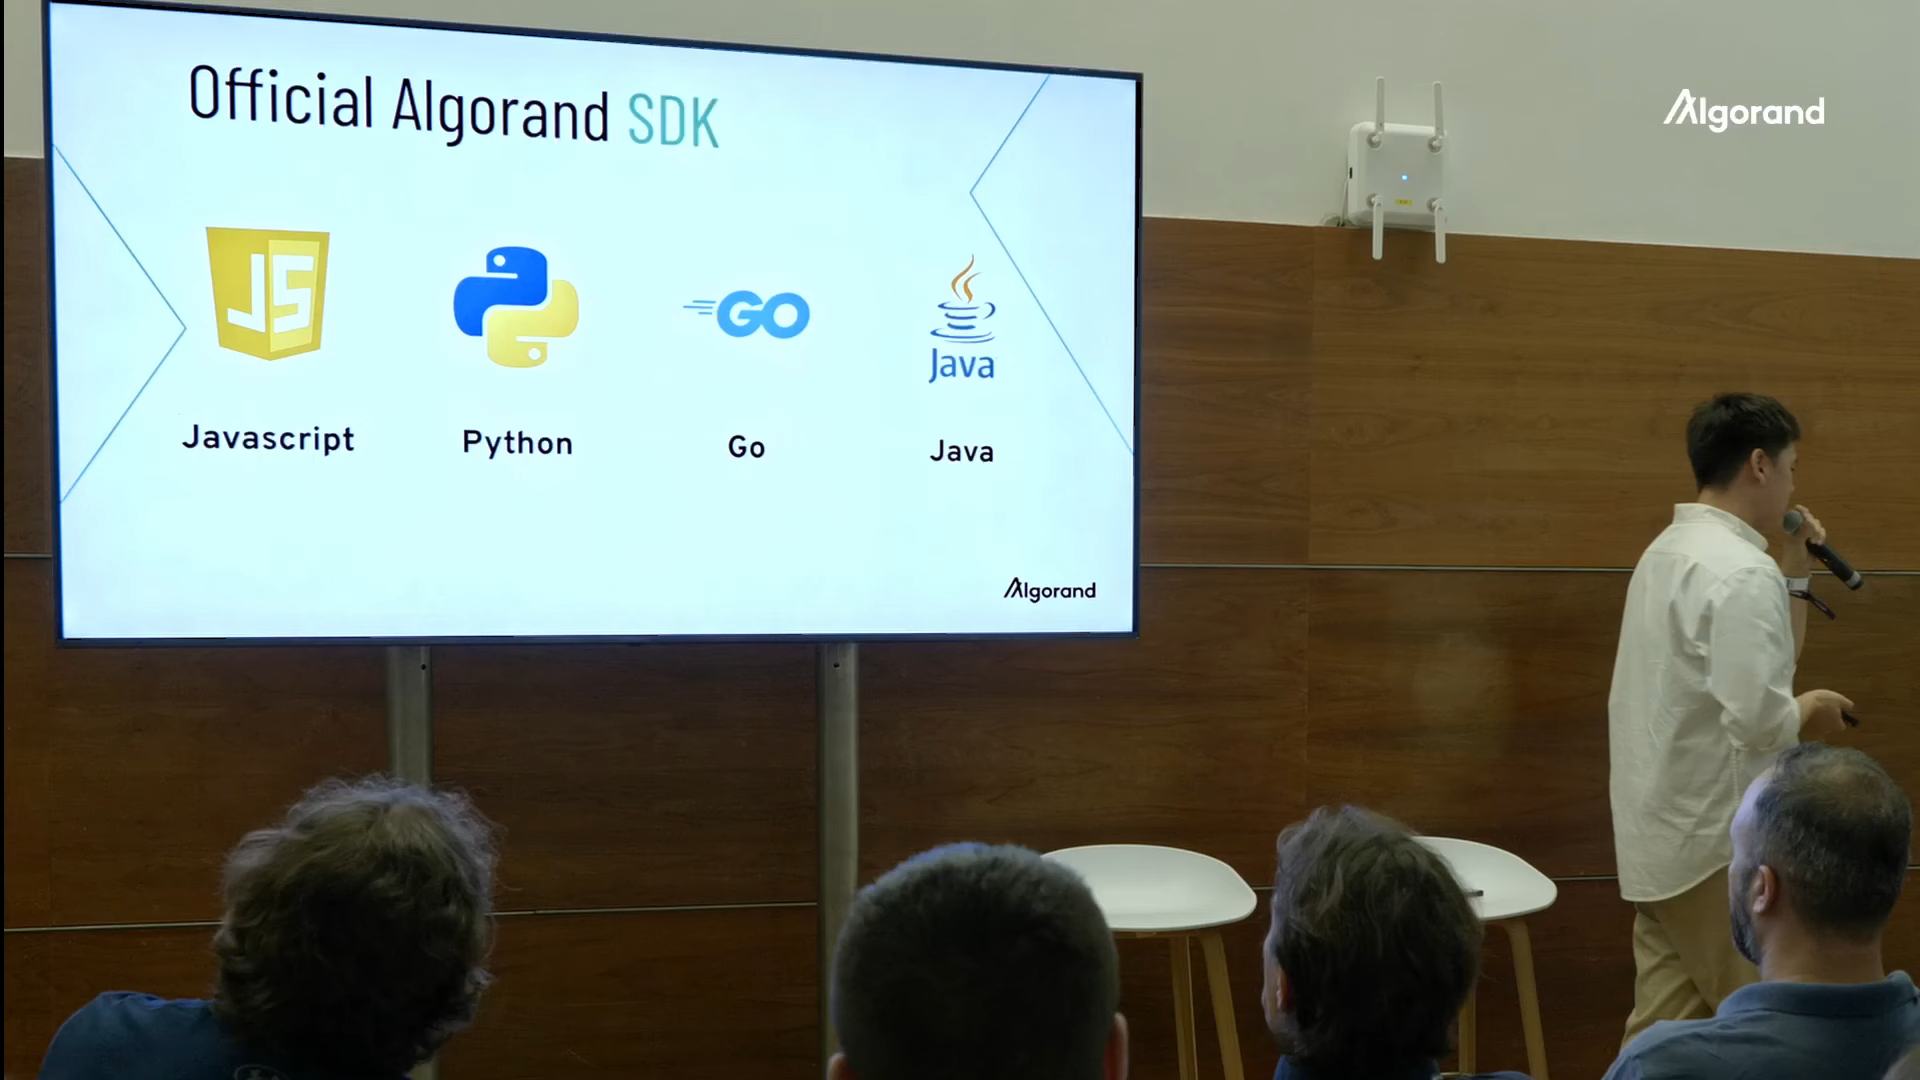 Official Algorand SDK
JS
GO
Java
Javascript
Python
Go
Java
Algorand
Algorand